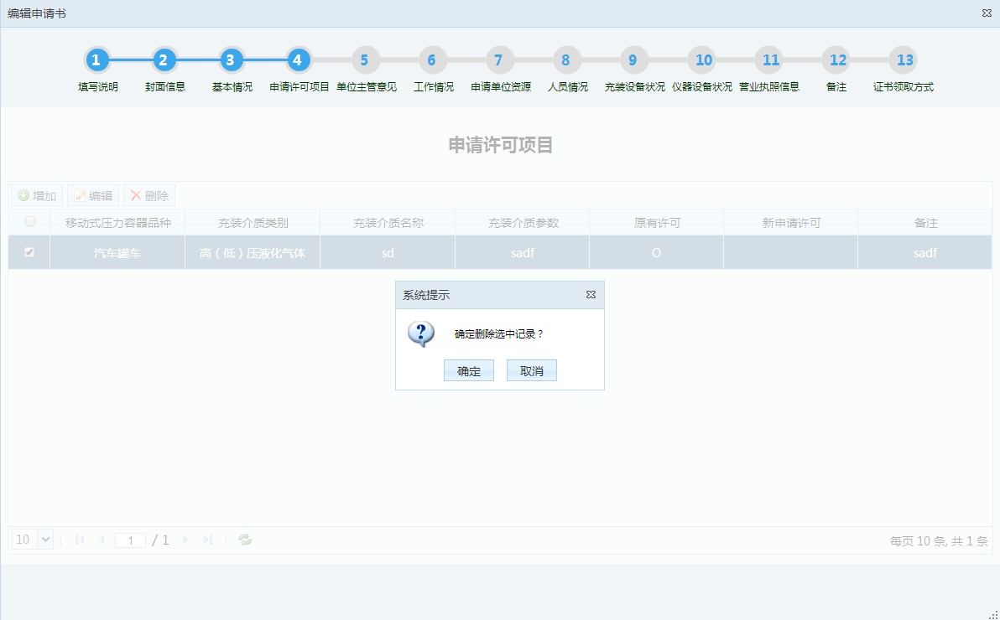 编辑申请书
1 2 3 4 5 6 7 8 9 10 11 12 13
填写说明 封面信息 基本情况 申请许可项目 单位主管意见 工作情况 申请单位资源 人员情况 充装设备状况 仪器设备状况 营业执照信息 备注 证书领取方式
申请许可项目
增加 编辑 删除
移动式压力容器品种 充装介质类别 充装介质名称 充装介质参数 原有许可 新申请许可 备注
汽车罐车 高（低）压液化气体 sd sadf O sadf
系统提示
确定删除选中记录？
确定 取消
10 1 / 1 每页 10 条, 共 1 条